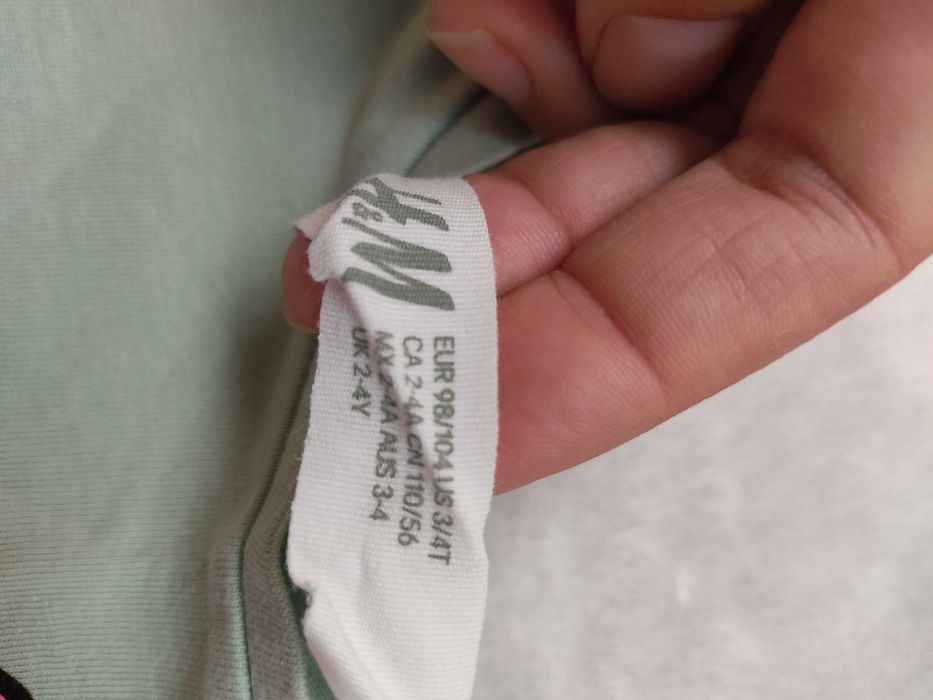 H&M
EUR 98/104 US 3/4T
CA 2-4A CN 110/56
MX 2-4A AUS 3-4
UK 2-4Y